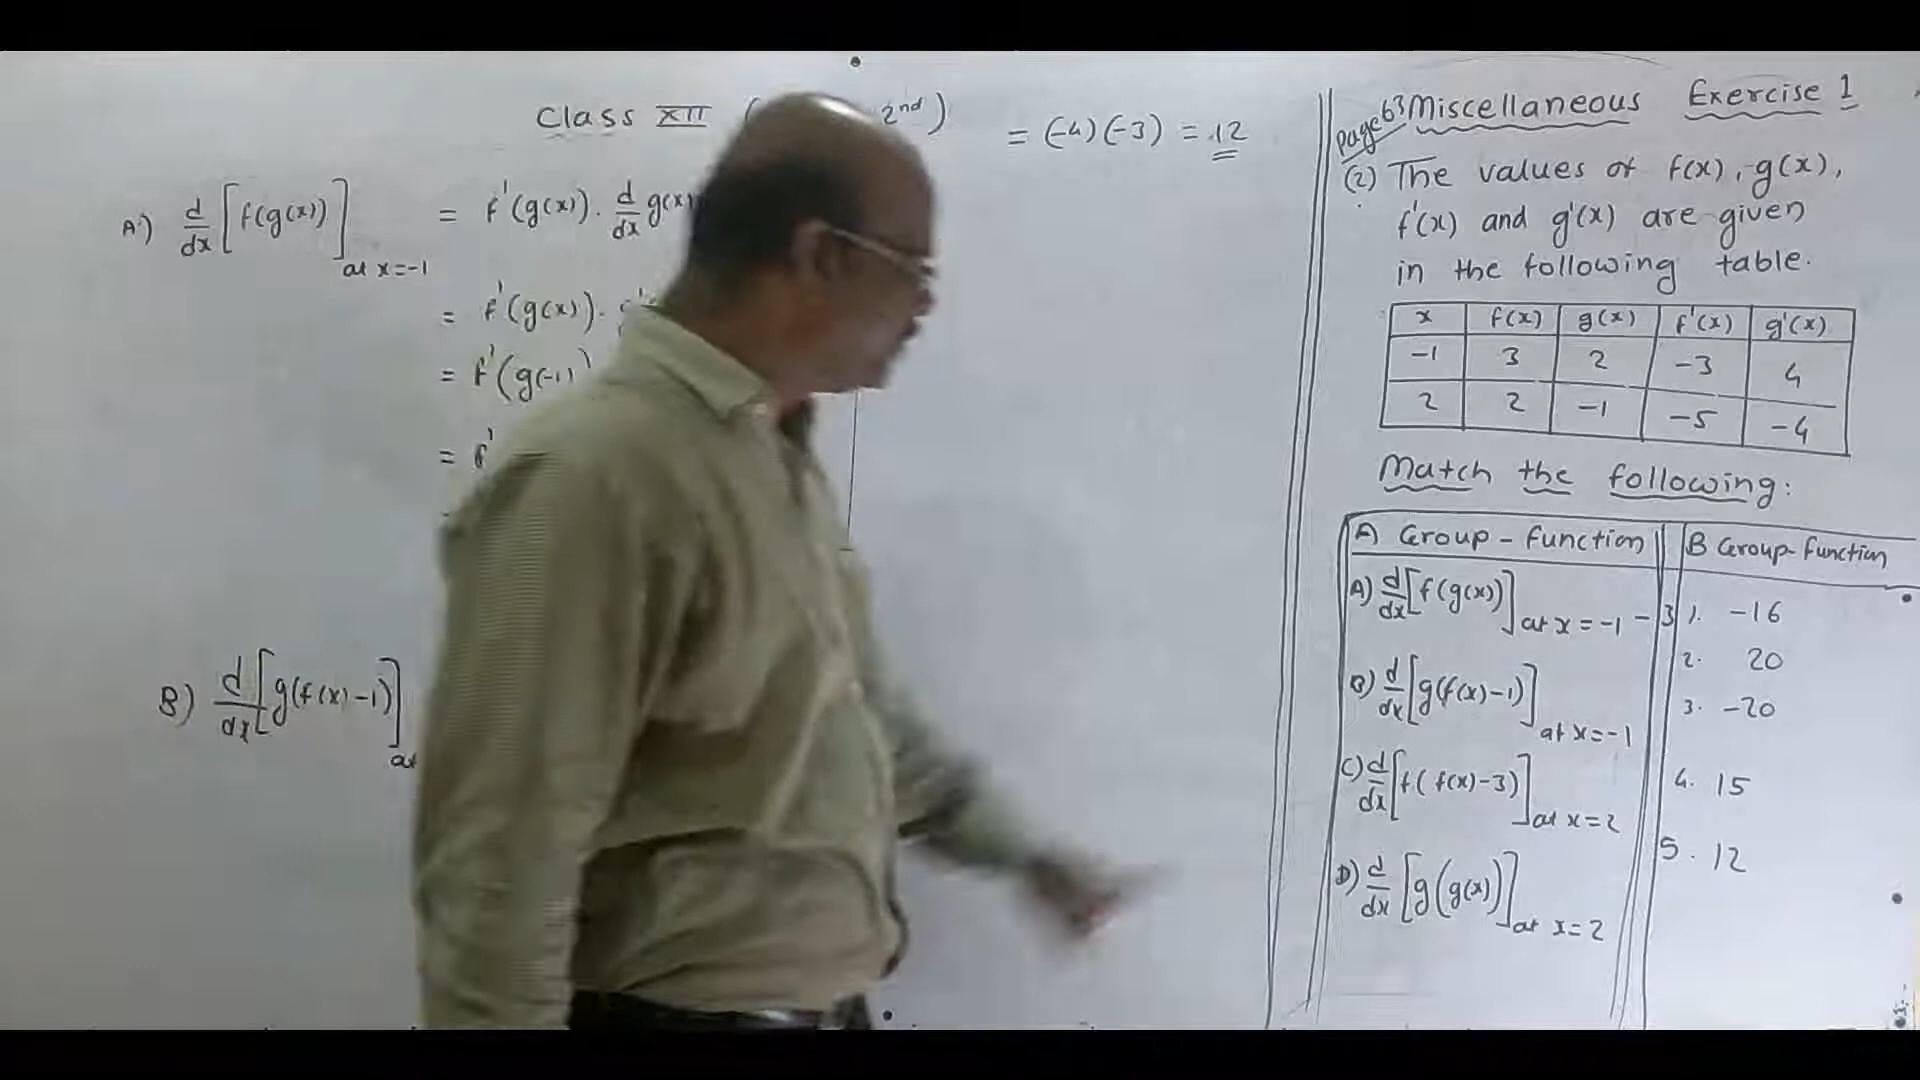 Class XII ( 2nd)
A) d/dx [f(g(x))] at x=-1 = f'(g(x)). d/dx g(x)
= f'(g(x)).
= f'(g(-1)
=
B) d/dx [g(f(x)-1)]
= (-4)(-3) = 12
Page 63 Miscellaneous Exercise 1
(2) The values of f(x), g(x),
f'(x) and g'(x) are given
in the following table.
x f(x) g(x) f'(x) g'(x)
-1 3 2 -3 4
2 2 -1 -5 -4
Match the following:
A Group - function B Group-function
A) d/dx [f(g(x))] at x = -1 - 3
B) d/dx [g(f(x)-1)] at x=-1
C) d/dx [f(f(x)-3)] at x=2
D) d/dx [g(g(x))] at x=2
1. -16
2. 20
3. -20
4. 15
5. 12